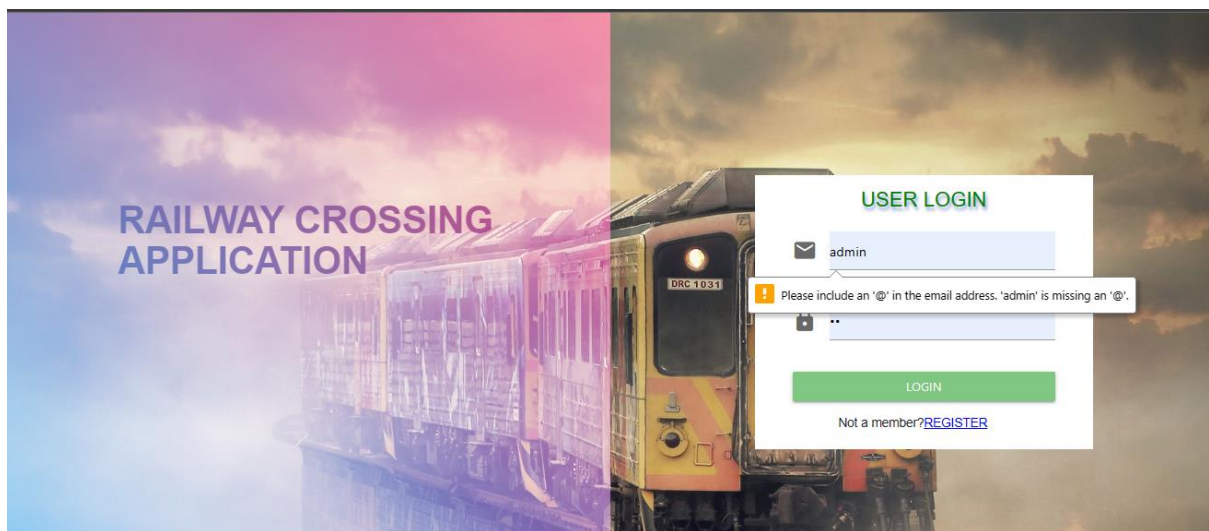 RAILWAY CROSSING
APPLICATION
DRC 1031
USER LOGIN
admin
Please include an '@' in the email address. 'admin' is missing an '@'.
••
LOGIN
Not a member?REGISTER